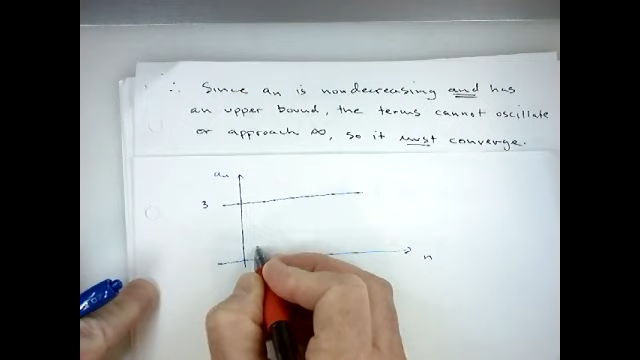 ∴ Since an is nondecreasing and has
an upper bound, the terms cannot oscillate
or approach ∞, so it must converge.
an
3
n